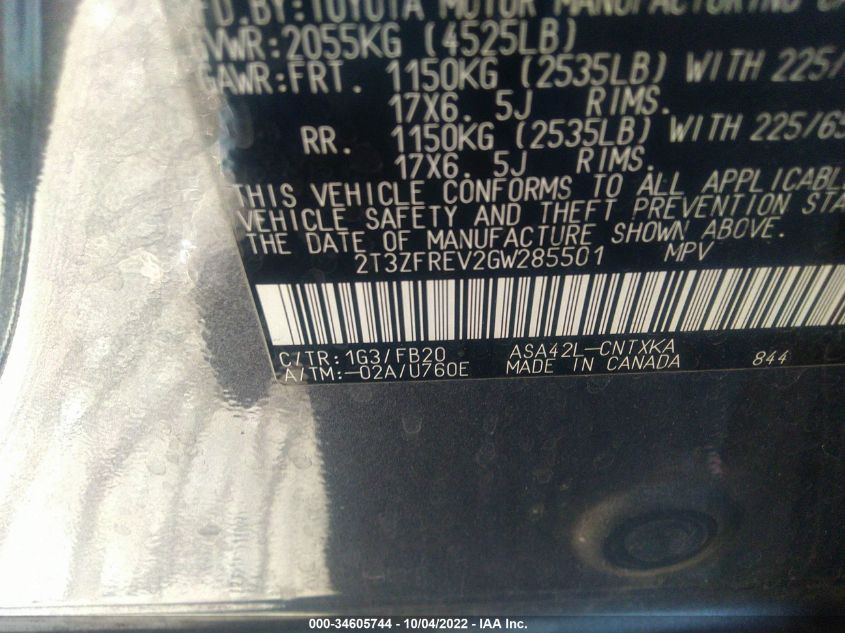 FD.BY:TOYOTA MOTOR MANUFACTURING CA
GVWR:2055KG (4525LB)
GAWR:FRT. 1150KG (2535LB) WITH 225/
17X6. 5J RIMS.
RR. 1150KG (2535LB) WITH 225/65
17X6. 5J RIMS.
THIS VEHICLE CONFORMS TO ALL APPLICABL
VEHICLE SAFETY AND THEFT PREVENTION STA
THE DATE OF MANUFACTURE SHOWN ABOVE.
2T3ZFREV2GW285501 MPV
C/TR:1G3/FB20 ASA42L-CNTXKA
A/TM:-02A/U760E MADE IN CANADA 844
000-34605744 - 10/04/2022 - IAA Inc.